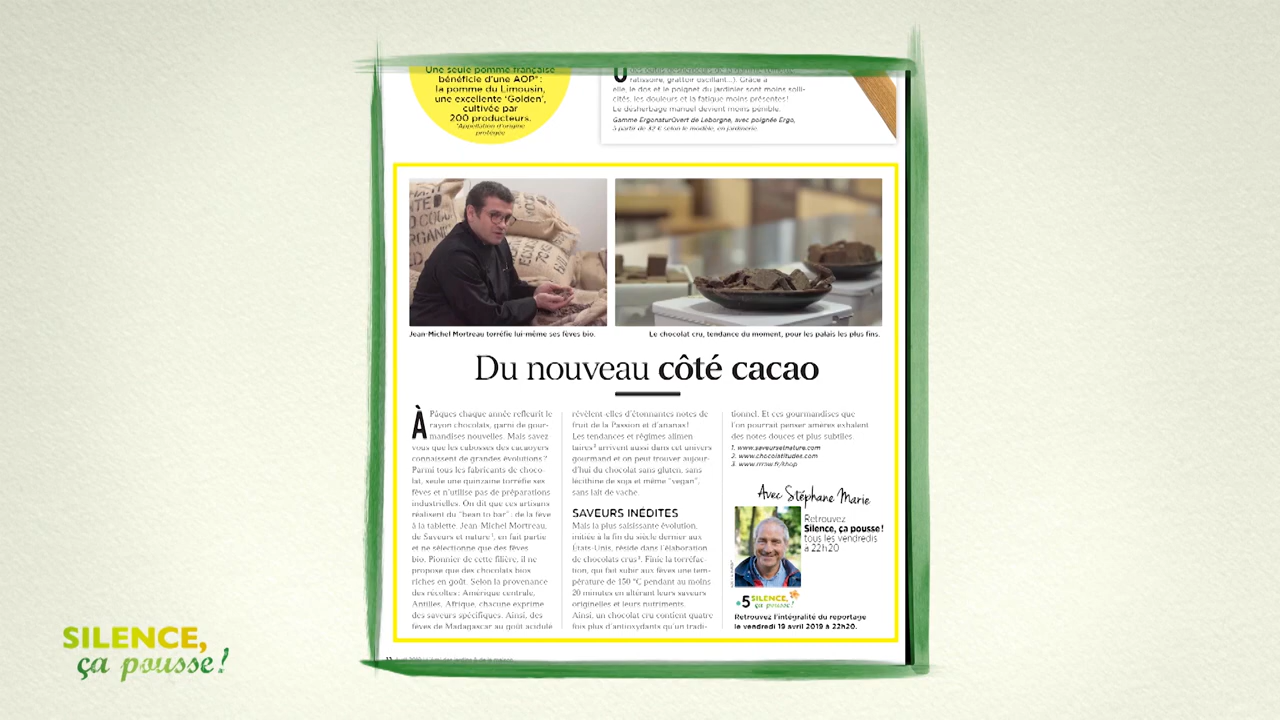 Une seule pomme française
bénéficie d'une AOP* :
la pomme du Limousin,
une excellente 'Golden',
cultivée par
200 producteurs.
*Appellation d'origine
protégée
ratissoire, grattoir oscillant...). Grâce à
elle, le dos et le poignet du jardinier sont moins solli-
cités, les douleurs et la fatigue moins présentes!
Le désherbage manuel devient moins pénible.
Gamme ErgonaturOvert de Leborgne, avec poignée Ergo,
à partir de 32 € selon le modèle, en jardinerie.
Jean-Michel Mortreau torréfie lui-même ses fèves bio.
Le chocolat cru, tendance du moment, pour les palais les plus fins.
Du nouveau côté cacao
À Pâques chaque année refleurit le
rayon chocolats, garni de gour-
mandises nouvelles. Mais savez
vous que les cabosses des cacaoyers
connaissent de grandes évolutions ?
Parmi tous les fabricants de choco-
lat, seule une quinzaine torréfie ses
fèves et n'utilise pas de préparations
industrielles. On dit que ces artisans
réalisent du "bean to bar" : de la fève
à la tablette. Jean-Michel Mortreau,
de Saveurs et nature¹, en fait partie
et ne sélectionne que des fèves
bio. Pionnier de cette filière, il ne
propose que des chocolats bios
riches en goût. Selon la provenance
des récoltes : Amérique centrale,
Antilles, Afrique, chacune exprime
des saveurs spécifiques. Ainsi, des
fèves de Madagascar au goût acidulé
révèlent-elles d'étonnantes notes de
fruit de la Passion et d'ananas!
Les tendances et régimes alimen
taires² arrivent aussi dans cet univers
gourmand et on peut trouver aujour-
d'hui du chocolat sans gluten, sans
lécithine de soja et même "vegan",
sans lait de vache.
SAVEURS INÉDITES
Mais la plus saisissante évolution,
initiée à la fin du siècle dernier aux
États-Unis, réside dans l'élaboration
de chocolats crus³. Finie la torréfac-
tion, qui fait subir aux fèves une tem-
pérature de 150 °C pendant au moins
20 minutes en altérant leurs saveurs
originelles et leurs nutriments.
Ainsi, un chocolat cru contient quatre
fois plus d'antioxydants qu'un tradi-
tionnel. Et ces gourmandises que
l'on pourrait penser amères exhalent
des notes douces et plus subtiles.
1. www.saveursetnature.com
2. www.chocolatitudes.com
3. www.rrraw.fr/shop
Avec Stéphane Marie
Retrouvez
Silence, ça pousse!
tous les vendredis
à 22h20
5 SILENCE,
ça pousse!
Retrouvez l'intégralité du reportage
le vendredi 19 avril 2019 à 22h20.
SILENCE,
ça pousse!